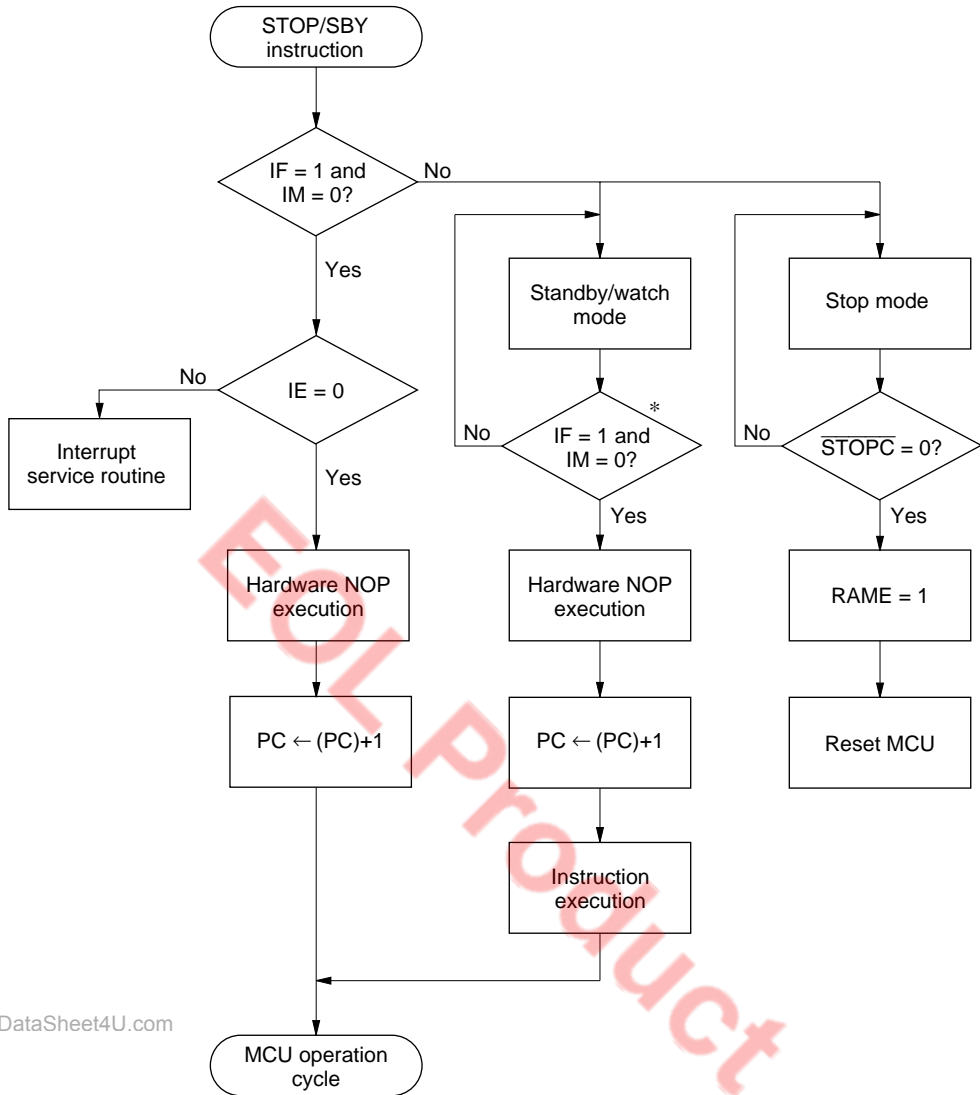 STOP/SBY
instruction
IF = 1 and
IM = 0?
No
Yes
IE = 0
No
Interrupt
service routine
Yes
Hardware NOP
execution
PC ← (PC)+1
Standby/watch
mode
*
IF = 1 and
IM = 0?
No
Yes
Hardware NOP
execution
PC ← (PC)+1
Instruction
execution
Stop mode
S̅T̅O̅P̅C̅ = 0?
No
Yes
RAME = 1
Reset MCU
MCU operation
cycle
EOL Product
DataSheet4U.com